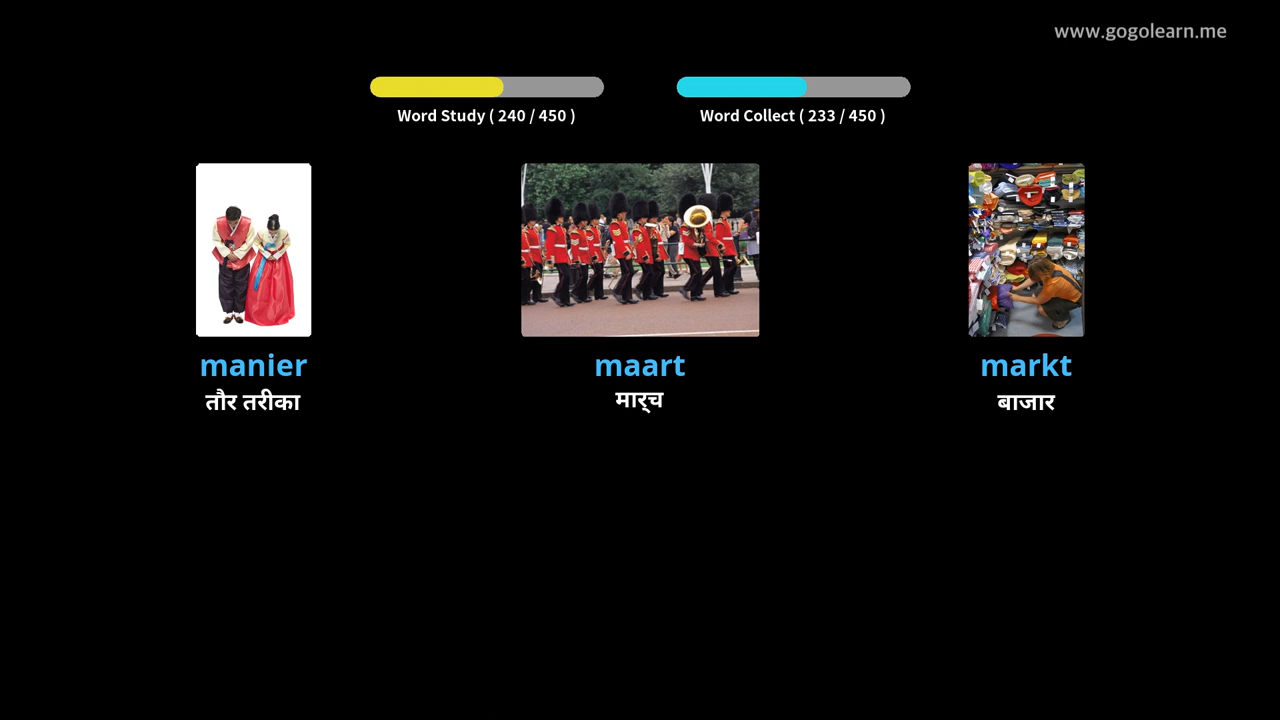 www.gogolearn.me
Word Study ( 240 / 450 )
Word Collect ( 233 / 450 )
manier
तौर तरीका
maart
मार्‌च
markt
बाजार